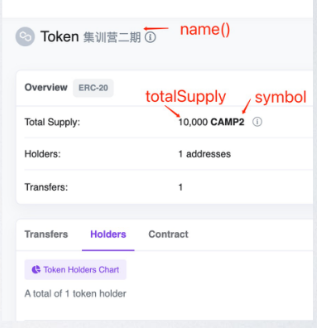 Token 集训营二期 name()
Overview ERC-20
totalSupply symbol
Total Supply: 10,000 CAMP2
Holders: 1 addresses
Transfers: 1
Transfers Holders Contract
Token Holders Chart
A total of 1 token holder